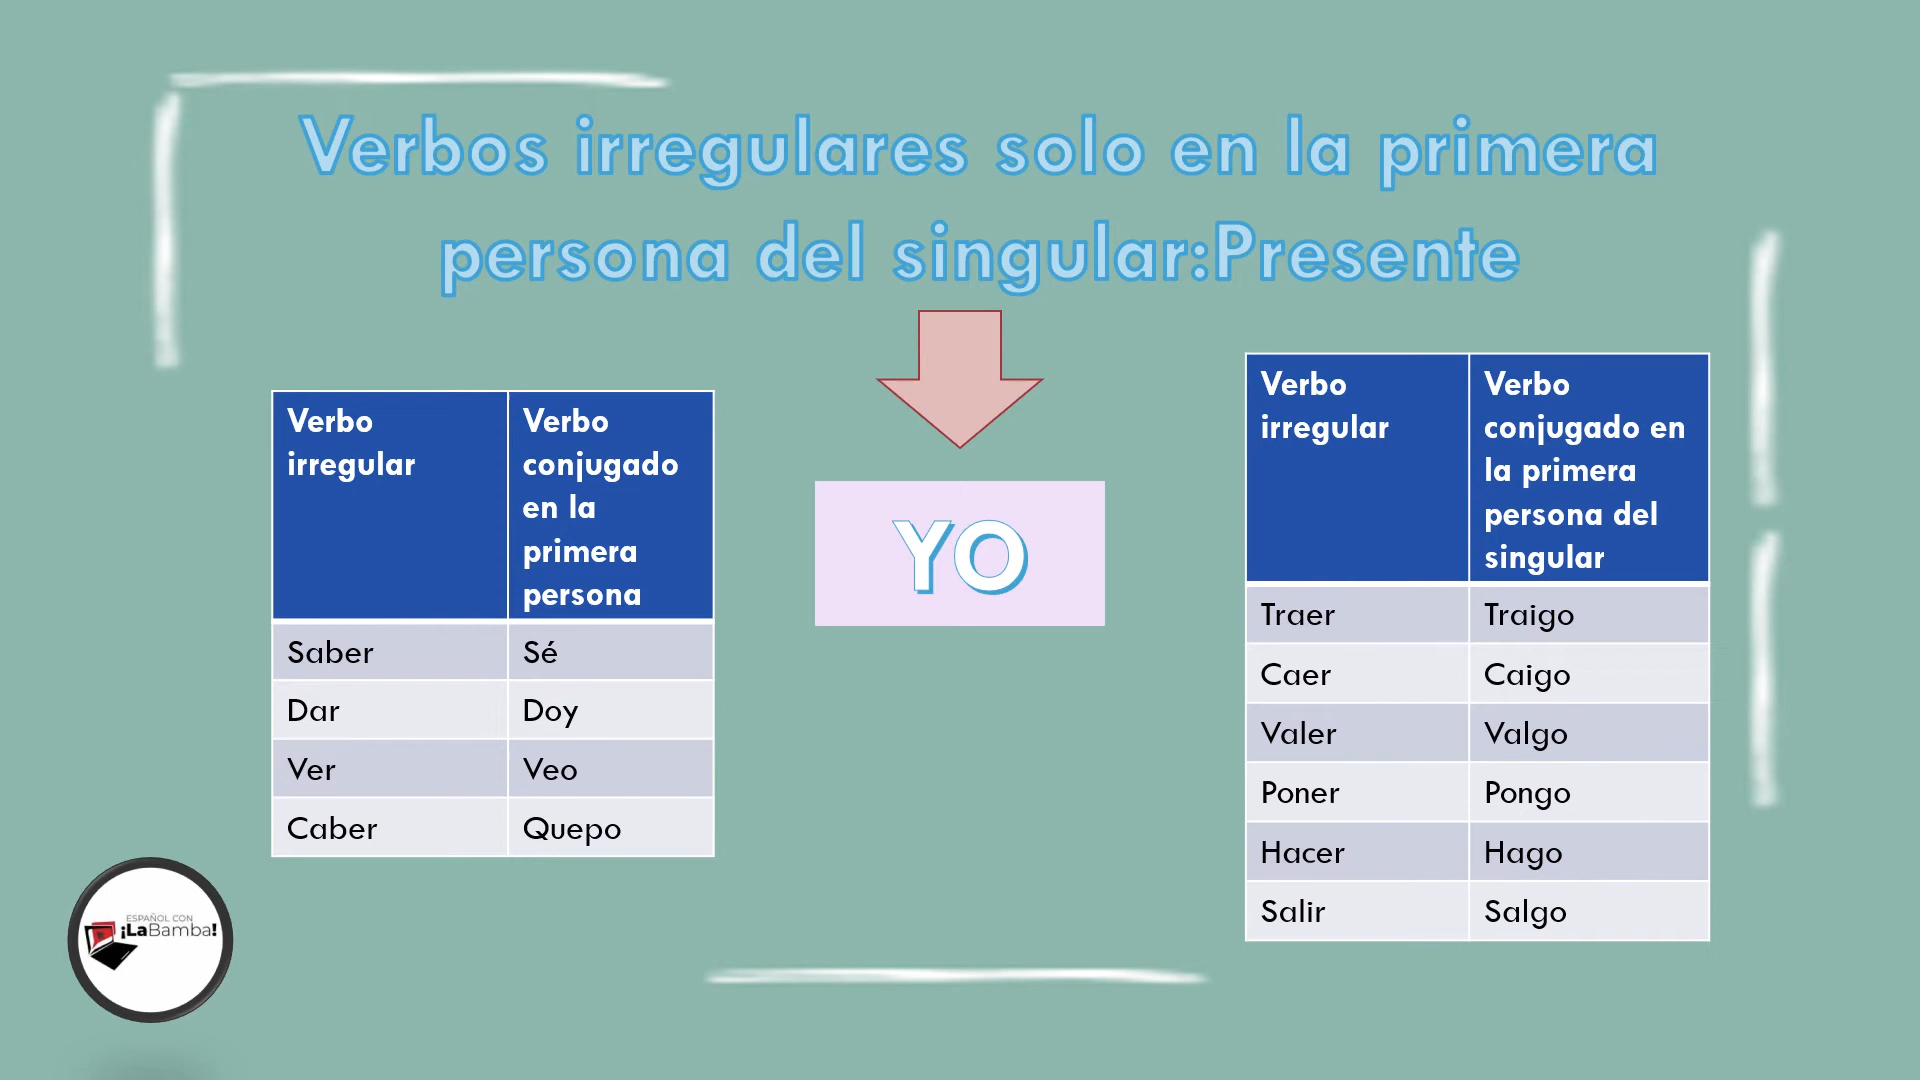 Verbos irregulares solo en la primera
persona del singular:Presente
Verbo
irregular
Verbo
conjugado
en la
primera
persona
Saber
Sé
Dar
Doy
Ver
Veo
Caber
Quepo
YO
Verbo
irregular
Verbo
conjugado en
la primera
persona del
singular
Traer
Traigo
Caer
Caigo
Valer
Valgo
Poner
Pongo
Hacer
Hago
Salir
Salgo
ESPAÑOL CON
¡LaBamba!